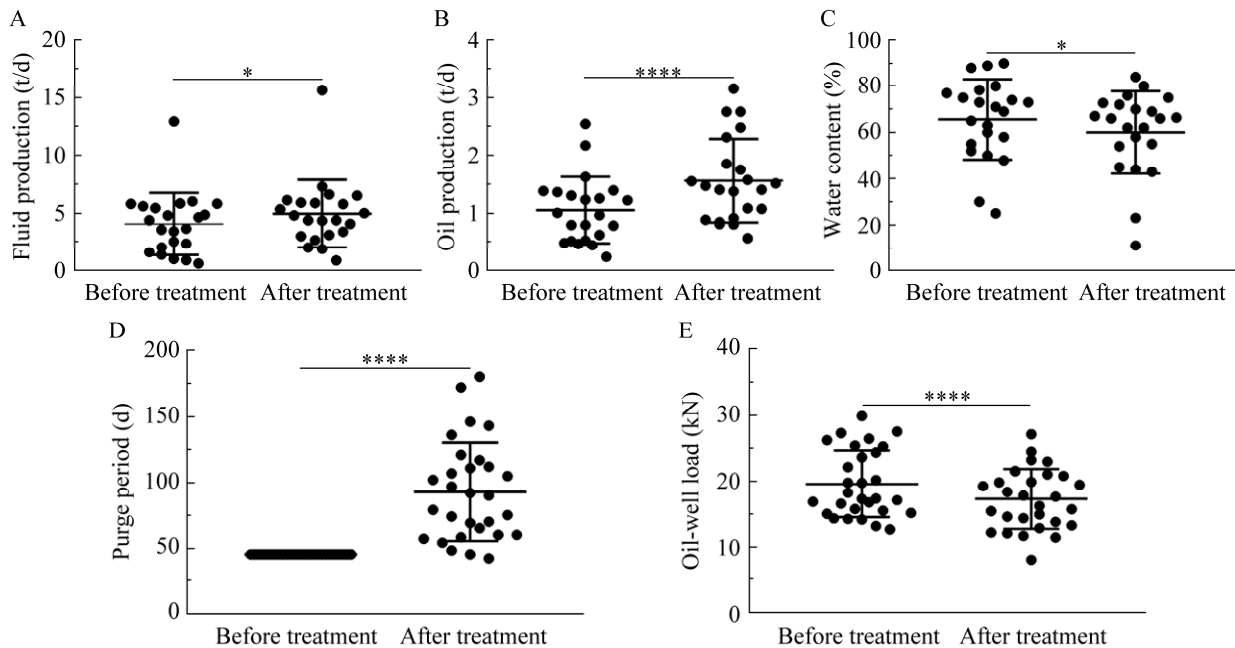 A
Fluid production (t/d)
20
15
10
5
0
*
Before treatment
After treatment
B
Oil production (t/d)
4
3
2
1
0
****
Before treatment
After treatment
C
Water content (%)
100
80
60
40
20
0
*
Before treatment
After treatment
D
Purge period (d)
200
150
100
50
0
****
Before treatment
After treatment
E
Oil-well load (kN)
40
30
20
10
0
****
Before treatment
After treatment